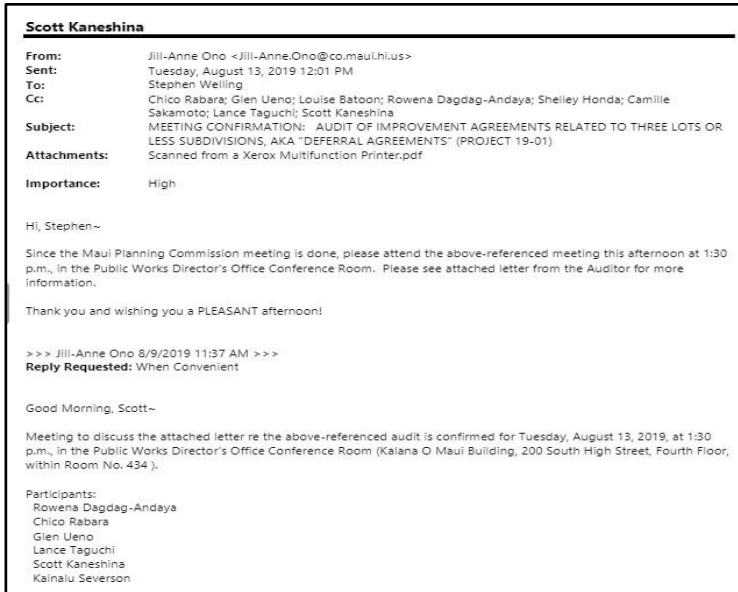 Scott Kaneshina
From: Jill-Anne Ono <Jill-Anne.Ono@co.maui.hi.us>
Sent: Tuesday, August 13, 2019 12:01 PM
To: Stephen Welling
Cc: Chico Rabara; Glen Ueno; Louise Batoon; Rowena Dagdag-Andaya; Shelley Honda; Camille
Sakamoto; Lance Taguchi; Scott Kaneshina
Subject: MEETING CONFIRMATION: AUDIT OF IMPROVEMENT AGREEMENTS RELATED TO THREE LOTS OR
LESS SUBDIVISIONS, AKA "DEFERRAL AGREEMENTS" (PROJECT 19-01)
Attachments: Scanned from a Xerox Multifunction Printer.pdf
Importance: High
Hi, Stephen~
Since the Maui Planning Commission meeting is done, please attend the above-referenced meeting this afternoon at 1:30
p.m., in the Public Works Director's Office Conference Room. Please see attached letter from the Auditor for more
information.
Thank you and wishing you a PLEASANT afternoon!
>>> Jill-Anne Ono 8/9/2019 11:37 AM >>>
Reply Requested: When Convenient
Good Morning, Scott~
Meeting to discuss the attached letter re the above-referenced audit is confirmed for Tuesday, August 13, 2019, at 1:30
p.m., in the Public Works Director's Office Conference Room (Kalana O Maui Building, 200 South High Street, Fourth Floor,
within Room No. 434 ).
Participants:
Rowena Dagdag-Andaya
Chico Rabara
Glen Ueno
Lance Taguchi
Scott Kaneshina
Kainalu Severson